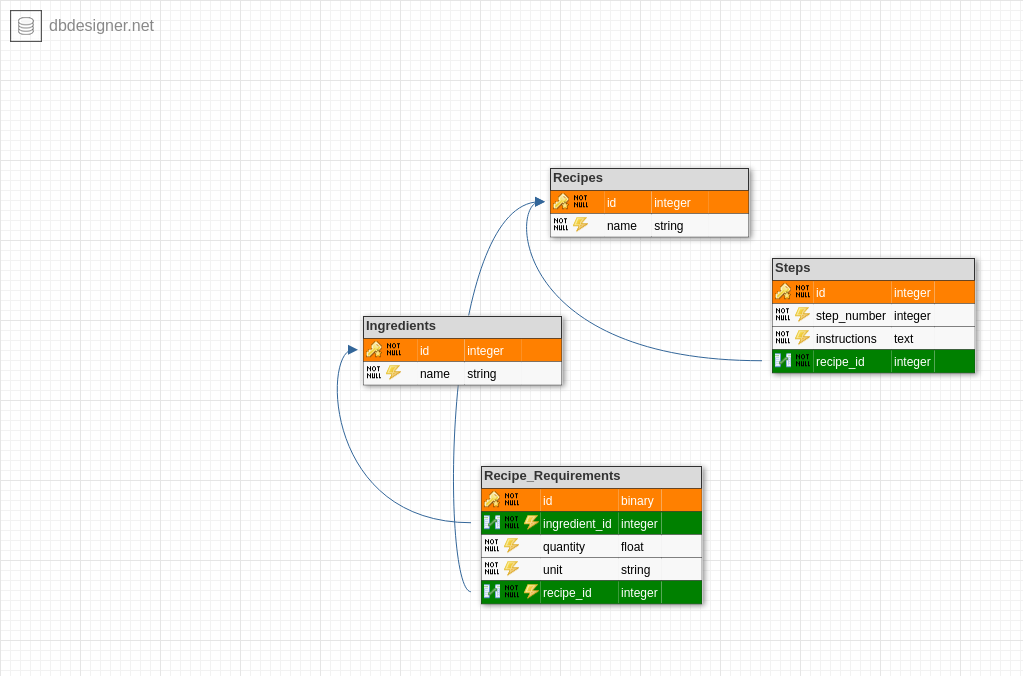 dbdesigner.net
Recipes
NOT NULL id integer
NOT NULL name string
Steps
NOT NULL id integer
NOT NULL step_number integer
NOT NULL instructions text
NOT NULL recipe_id integer
Ingredients
NOT NULL id integer
NOT NULL name string
Recipe_Requirements
NOT NULL id binary
NOT NULL ingredient_id integer
NOT NULL quantity float
NOT NULL unit string
NOT NULL recipe_id integer